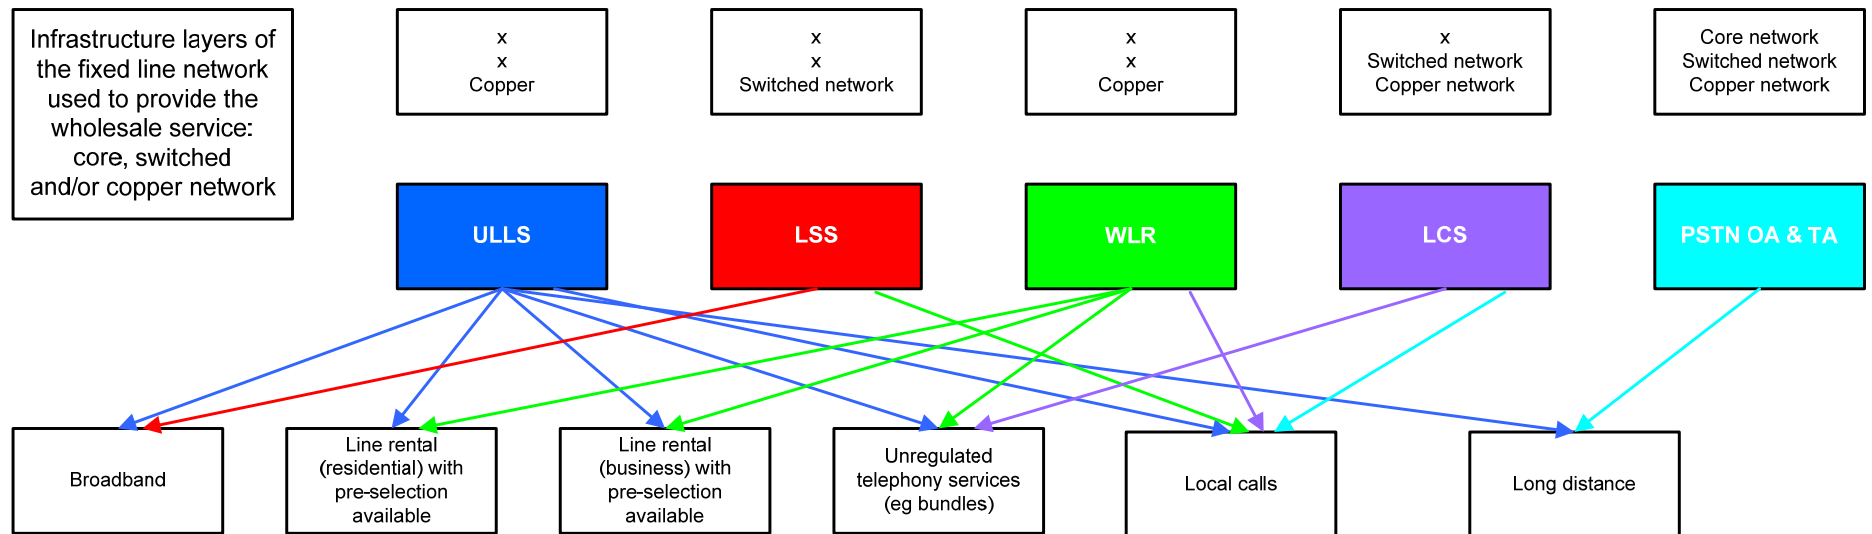 Infrastructure layers of
the fixed line network
used to provide the
wholesale service:
core, switched
and/or copper network
x
x
Copper
x
x
Switched network
x
x
Copper
x
Switched network
Copper network
Core network
Switched network
Copper network
ULLS
LSS
WLR
LCS
PSTN OA & TA
Broadband
Line rental
(residential) with
pre-selection
available
Line rental
(business) with
pre-selection
available
Unregulated
telephony services
(eg bundles)
Local calls
Long distance